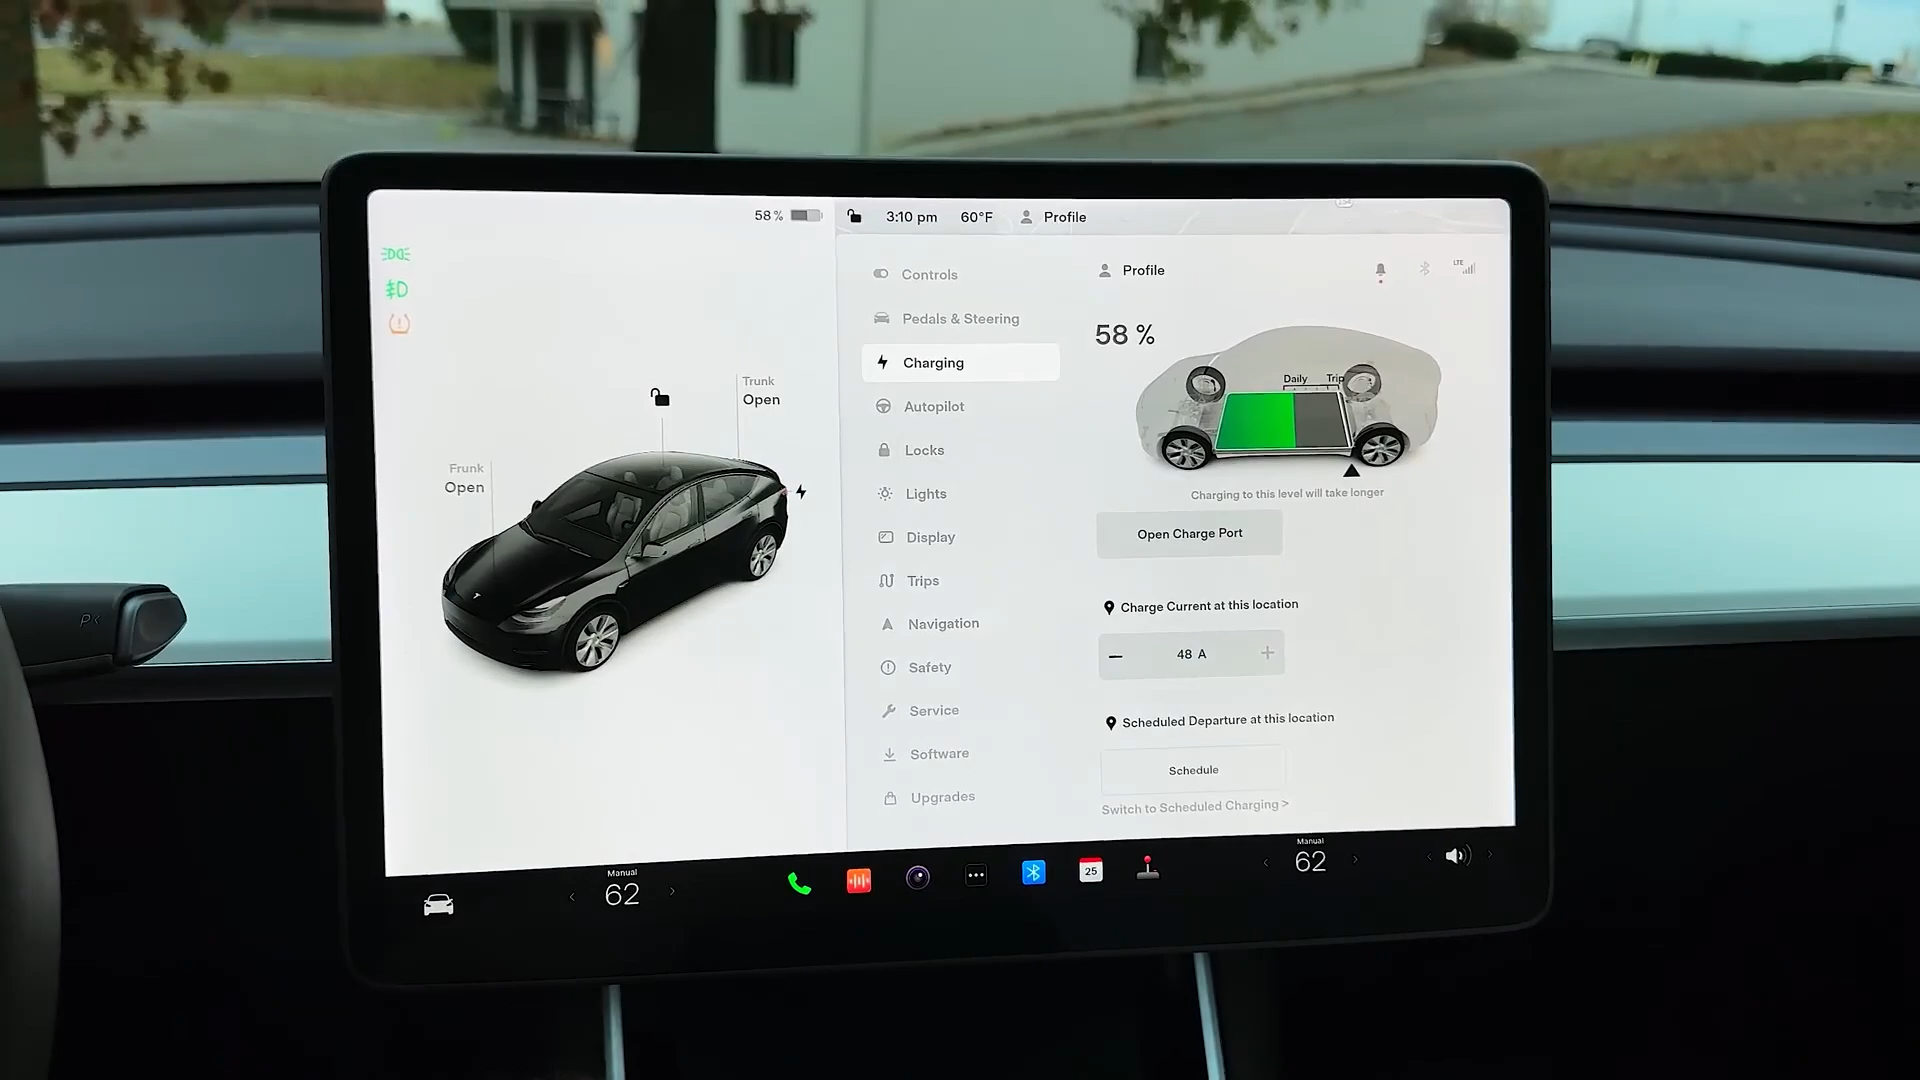 58 %
3:10 pm
60°F
Profile
Trunk
Open
Frunk
Open
Controls
Pedals & Steering
Charging
Autopilot
Locks
Lights
Display
Trips
Navigation
Safety
Service
Software
Upgrades
Profile
LTE
58 %
Daily
Trip
Charging to this level will take longer
Open Charge Port
Charge Current at this location
48 A
Scheduled Departure at this location
Schedule
Switch to Scheduled Charging >
Manual
62
25
Manual
62
P